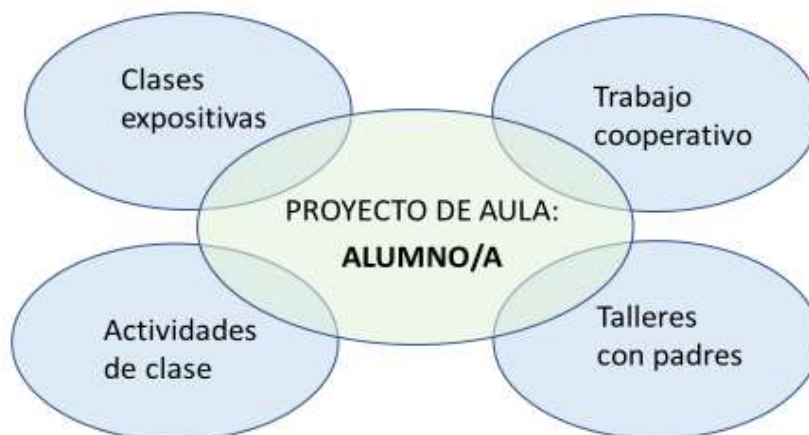 Clases
expositivas
Trabajo
cooperativo
PROYECTO DE AULA:
ALUMNO/A
Actividades
de clase
Talleres
con padres